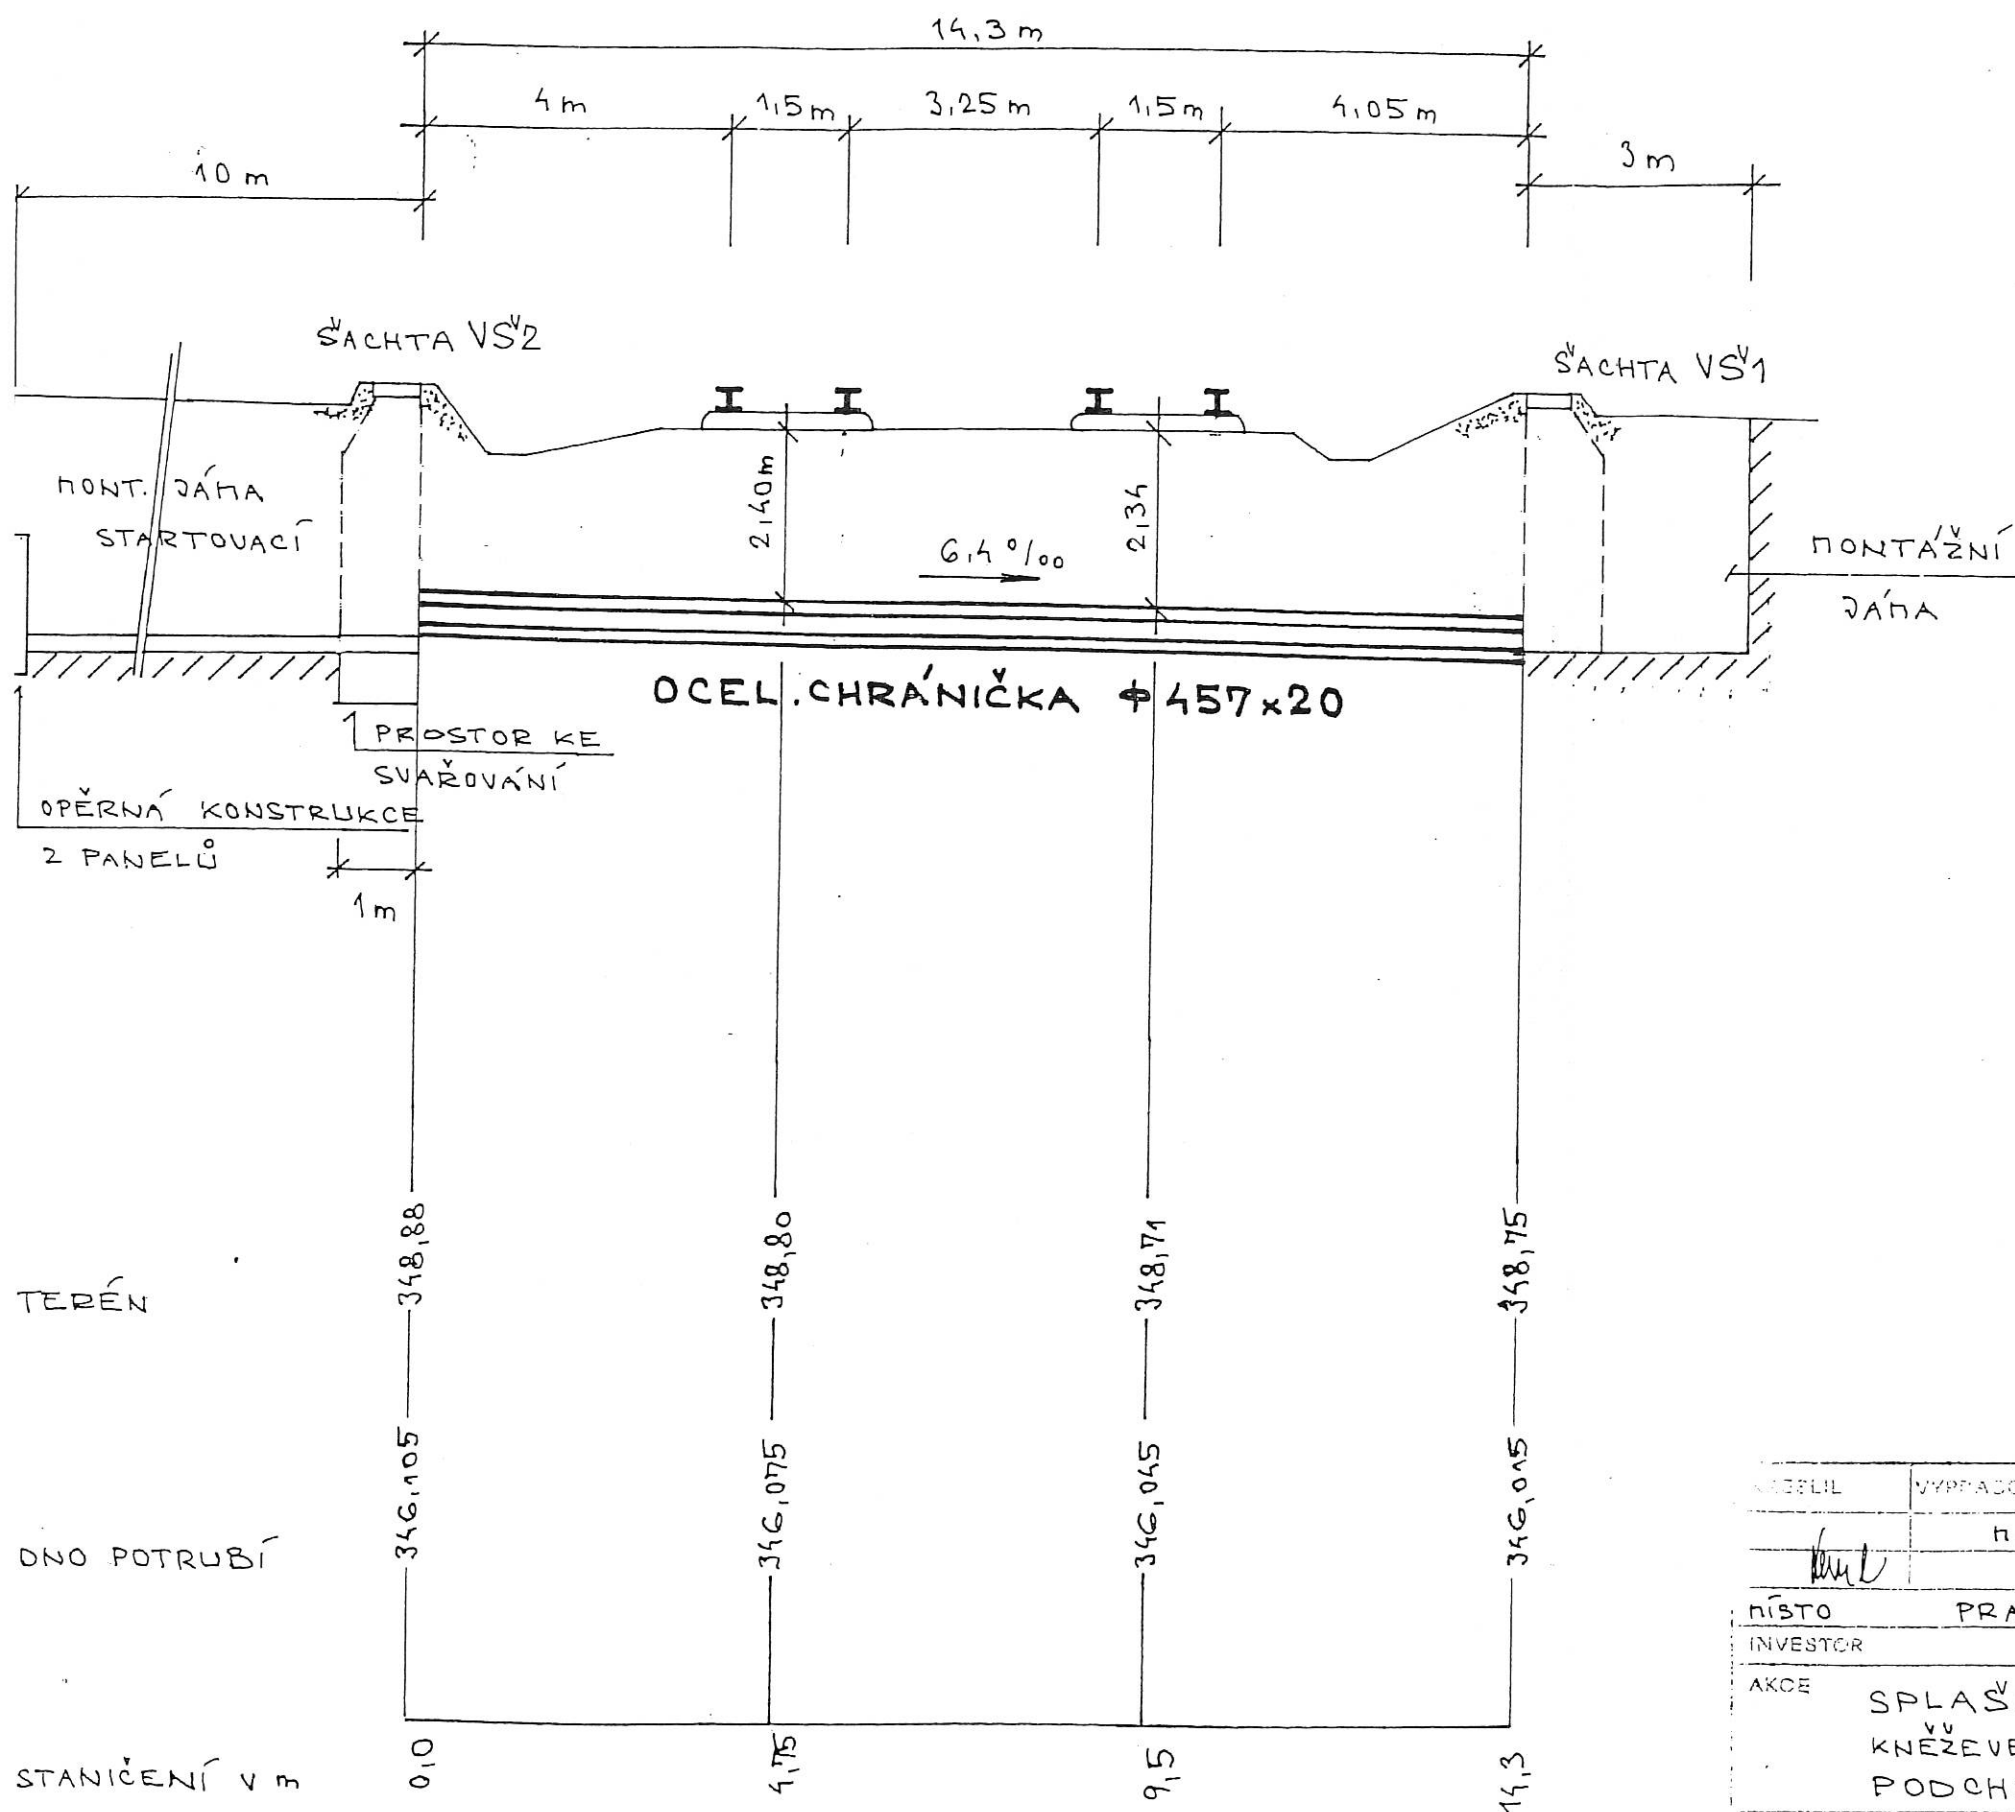 14,3 m
4 m
1,5 m
3,25 m
1,5 m
4,05 m
10 m
3 m
ŠACHTA VŠ2
ŠACHTA VŠ1
MONT. JÁMA
STARTOVACÍ
2,40 m
6,4 ‰
2,34
MONTÁŽNÍ
JÁMA
OCEL. CHRÁNIČKA ϕ 457x20
PROSTOR KE
SVAŘOVÁNÍ
OPĚRNÁ KONSTRUKCE
Z PANELŮ
1 m
TERÉN
348,88
348,80
348,71
348,75
DNO POTRUBÍ
346,105
346,075
346,045
346,015
STANIČENÍ v m
0,0
4,75
9,5
14,3
MÍSTO PRA
INVESTOR
AKCE SPLAŠ
KNĚŽEVE
PODCH